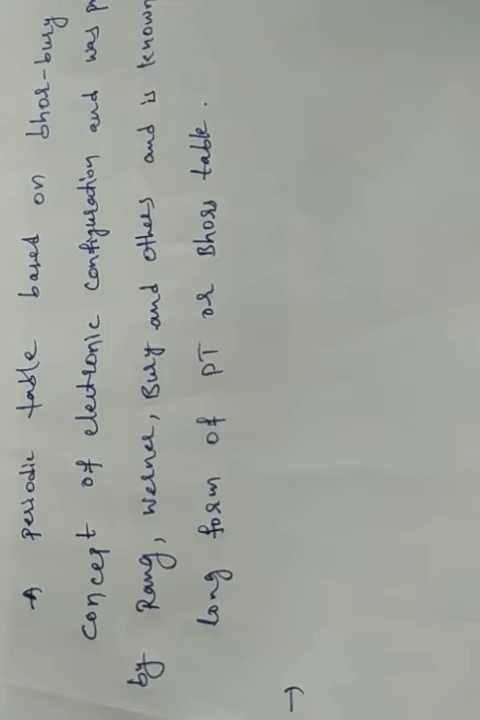 → A periodic table based on bhor-bury
concept of electronic configuration and was
by Rang, Werner, Bury and others and is known
long form of PT or Bhors table.
→